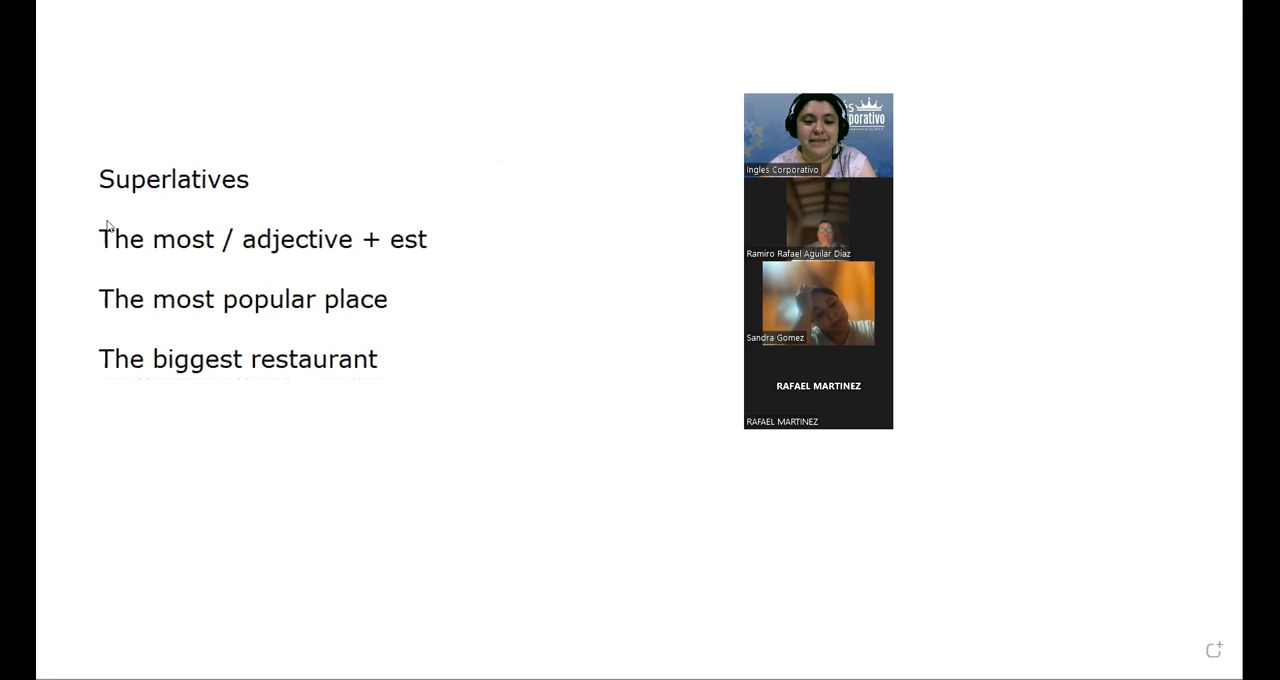 Superlatives
The most / adjective + est
The most popular place
The biggest restaurant
porativo
Ingles Corporativo
Ramiro Rafael Aguilar Diaz
Sandra Gomez
RAFAEL MARTINEZ
RAFAEL MARTINEZ